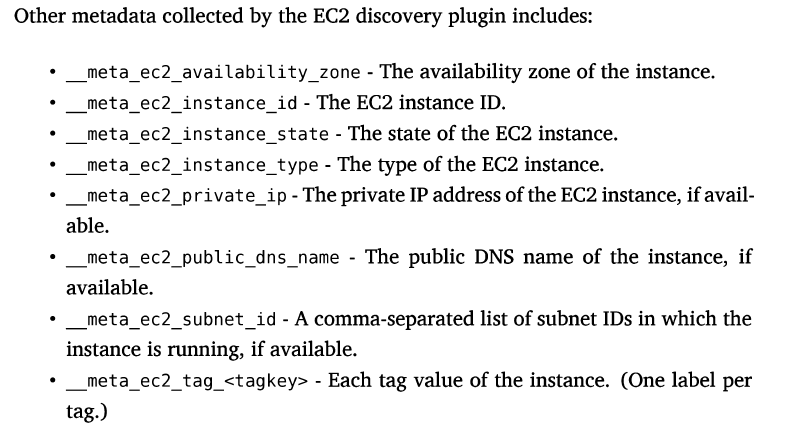 Other metadata collected by the EC2 discovery plugin includes:
• __meta_ec2_availability_zone - The availability zone of the instance.
• __meta_ec2_instance_id - The EC2 instance ID.
• __meta_ec2_instance_state - The state of the EC2 instance.
• __meta_ec2_instance_type - The type of the EC2 instance.
• __meta_ec2_private_ip - The private IP address of the EC2 instance, if avail-
able.
• __meta_ec2_public_dns_name - The public DNS name of the instance, if
available.
• __meta_ec2_subnet_id - A comma-separated list of subnet IDs in which the
instance is running, if available.
• __meta_ec2_tag_<tagkey> - Each tag value of the instance. (One label per
tag.)